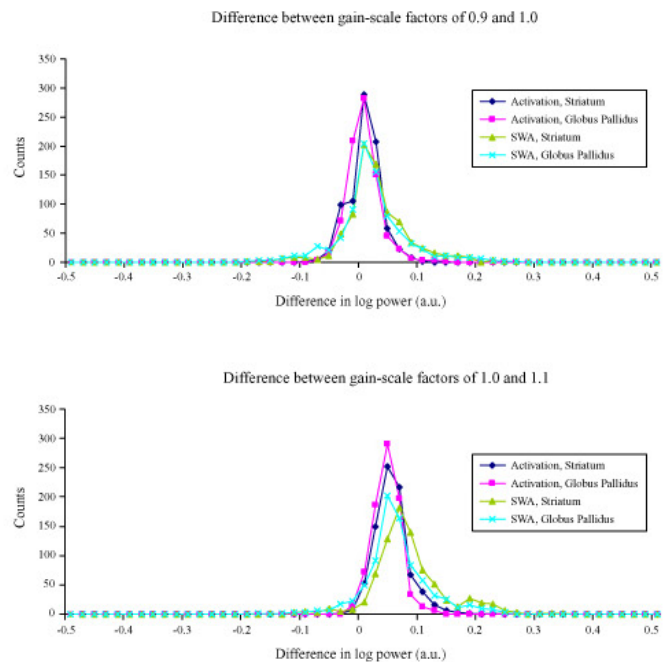 Difference between gain-scale factors of 0.9 and 1.0
350
300
250
200
150
100
50
0
Counts
Activation, Striatum
Activation, Globus Pallidus
SWA, Striatum
SWA, Globus Pallidus
-0.5 -0.4 -0.3 -0.2 -0.1 0 0.1 0.2 0.3 0.4 0.5
Difference in log power (a.u.)
Difference between gain-scale factors of 1.0 and 1.1
350
300
250
200
150
100
50
0
Counts
Activation, Striatum
Activation, Globus Pallidus
SWA, Striatum
SWA, Globus Pallidus
-0.5 -0.4 -0.3 -0.2 -0.1 0 0.1 0.2 0.3 0.4 0.5
Difference in log power (a.u.)